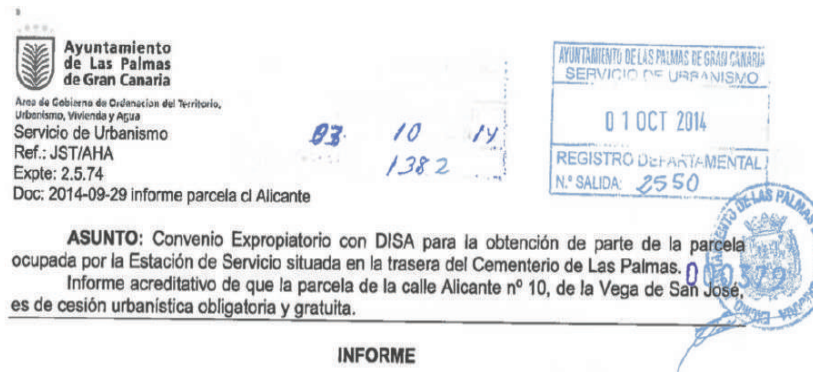 Ayuntamiento
de Las Palmas
de Gran Canaria
Área de Gobierno de Ordenación del Territorio,
Urbanismo, Vivienda y Agua
Servicio de Urbanismo
Ref.: JST/AHA
Expte: 2.5.74
Doc: 2014-09-29 informe parcela cl Alicante
03 10 14
1382
AYUNTAMIENTO DE LAS PALMAS DE GRAN CANARIA
SERVICIO DE URBANISMO
01 OCT 2014
REGISTRO DEPARTAMENTAL
N.º SALIDA: 2550
ASUNTO: Convenio Expropiatorio con DISA para la obtención de parte de la parcela
ocupada por la Estación de Servicio situada en la trasera del Cementerio de Las Palmas.
000379
Informe acreditativo de que la parcela de la calle Alicante nº 10, de la Vega de San José,
es de cesión urbanística obligatoria y gratuita.
INFORME